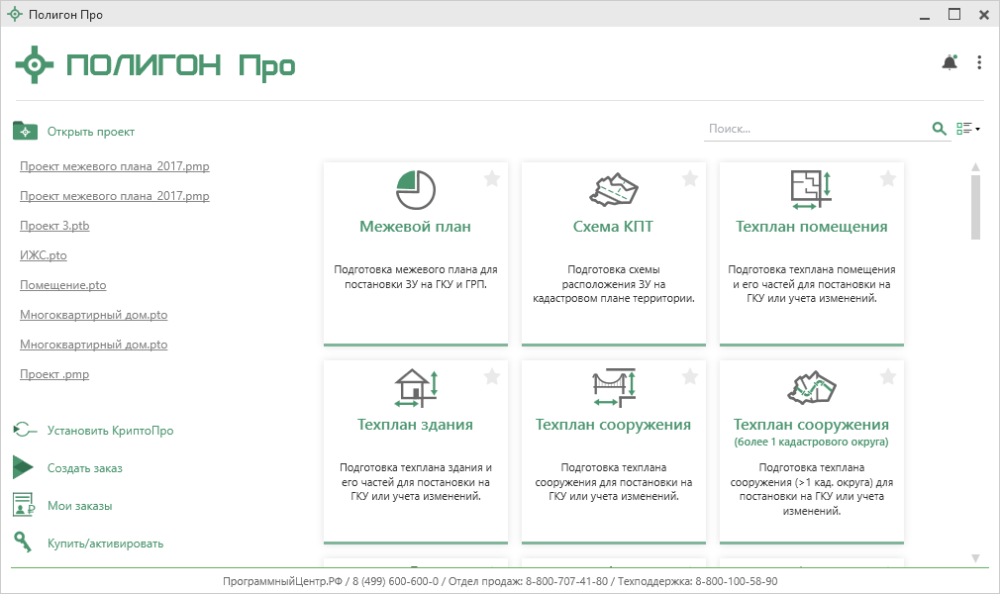 Полигон Про
ПОЛИГОН Про
Открыть проект
Поиск...
Проект межевого плана_2017.pmp
Проект межевого плана_2017.pmp
Проект 3.ptb
ИЖС.pto
Помещение.pto
Многоквартирный дом.pto
Многоквартирный дом.pto
Проект .pmp
Установить КриптоПро
Создать заказ
Мои заказы
Купить/активировать
Межевой план
Подготовка межевого плана для
постановки ЗУ на ГКУ и ГРП.
Схема КПТ
Подготовка схемы
расположения ЗУ на
кадастровом плане территории.
Техплан помещения
Подготовка техплана помещения
и его частей для постановки на
ГКУ или учета изменений.
Техплан здания
Подготовка техплана здания и
его частей для постановки на
ГКУ или учета изменений.
Техплан сооружения
Подготовка техплана
сооружения для постановки на
ГКУ или учета изменений.
Техплан сооружения
(более 1 кадастрового округа)
Подготовка техплана
сооружения (>1 кад. округа) для
постановки на ГКУ или учета
изменений.
ПрограммныйЦентр.РФ / 8 (499) 600-600-0 / Отдел продаж: 8-800-707-41-80 / Техподдержка: 8-800-100-58-90